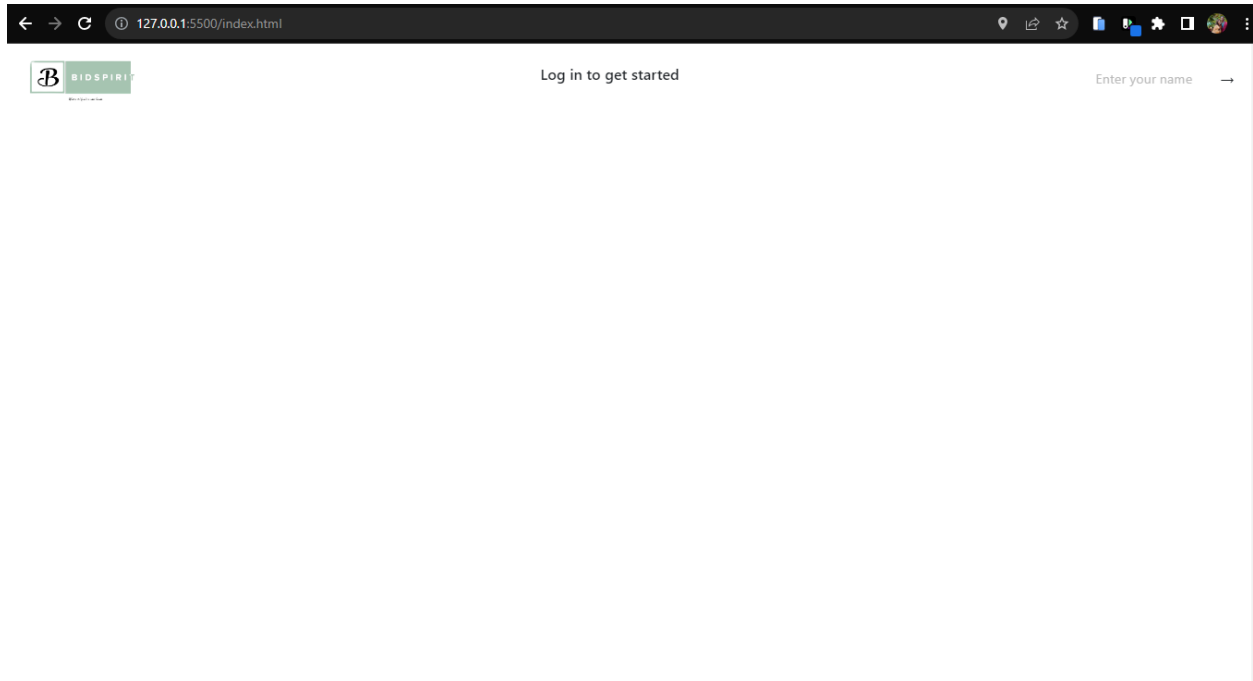 127.0.0.1:5500/index.html
B BIDSPIRIT
Log in to get started
Enter your name →